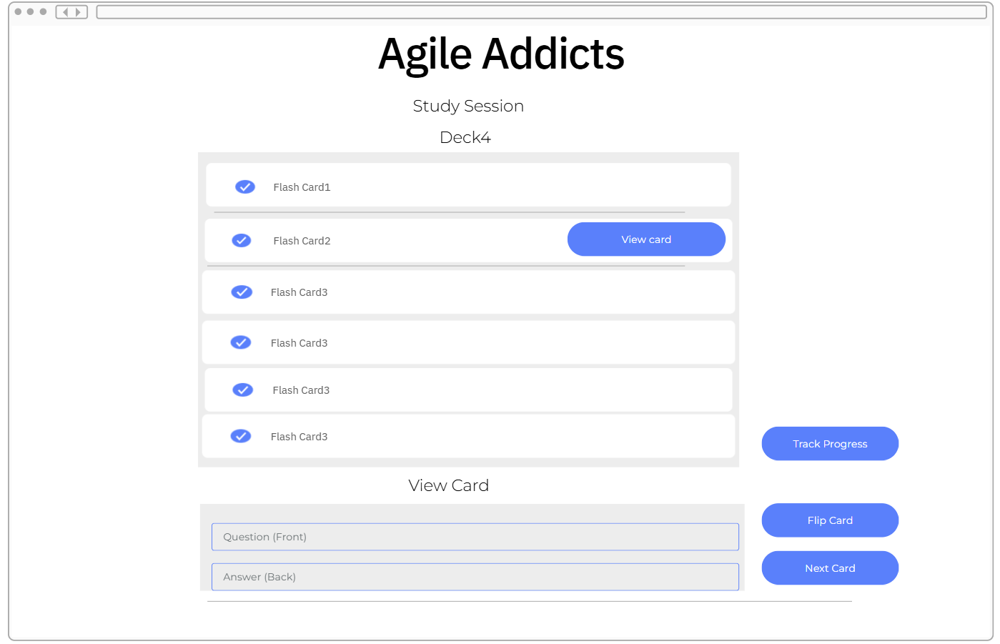 Agile Addicts
Study Session
Deck4
Flash Card1
Flash Card2
View card
Flash Card3
Flash Card3
Flash Card3
Flash Card3
Track Progress
View Card
Flip Card
Question (Front)
Next Card
Answer (Back)